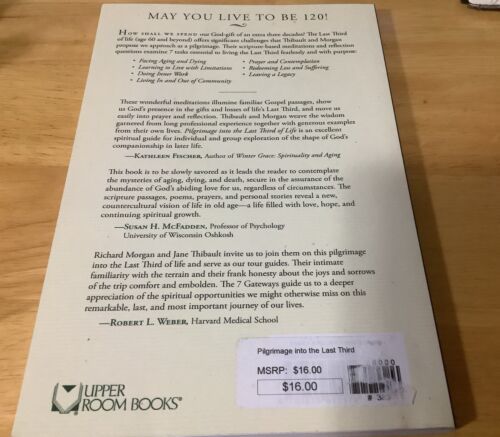 MAY YOU LIVE TO BE 120!
HOW SHALL WE SPEND our God-gift of an extra three decades? The Last Third
of life (age 60 and beyond) offers significant challenges that Thibault and Morgan
propose we approach as a pilgrimage. Their scripture-based meditations and reflection
questions examine 7 tasks essential to living the Last Third fearlessly and with purpose:
• Facing Aging and Dying
• Learning to Live with Limitations
• Doing Inner Work
• Living In and Out of Community
• Prayer and Contemplation
• Redeeming Loss and Suffering
• Leaving a Legacy
These wonderful meditations illumine familiar Gospel passages, show
us God's presence in the gifts and losses of life's Last Third, and move us
easily into prayer and reflection. Thibault and Morgan weave the wisdom
garnered from long professional experience together with generous examples
from their own lives. Pilgrimage into the Last Third of Life is an excellent
spiritual guide for individual and group exploration of the shape of God's
companionship in later life.
—KATHLEEN FISCHER, Author of Winter Grace: Spirituality and Aging
This book is to be slowly savored as it leads the reader to contemplate
the mysteries of aging, dying, and death, secure in the assurance of the
abundance of God's abiding love for us, regardless of circumstances. The
scripture passages, poems, prayers, and personal stories reveal a new,
countercultural vision of life in old age—a life filled with love, hope, and
continuing spiritual growth.
—SUSAN H. MCFADDEN, Professor of Psychology
University of Wisconsin Oshkosh
Richard Morgan and Jane Thibault invite us to join them on this pilgrimage
into the Last Third of life and serve as our tour guides. Their intimate
familiarity with the terrain and their frank honesty about the joys and sorrows
of the trip comfort and embolden. The 7 Gateways guide us to a deeper
appreciation of the spiritual opportunities we might otherwise miss on this
remarkable, last, and most important journey of our lives.
—ROBERT L. WEBER, Harvard Medical School
Pilgrimage into the Last Third
MSRP: $16.00
$16.00
UPPER
ROOM BOOKS®